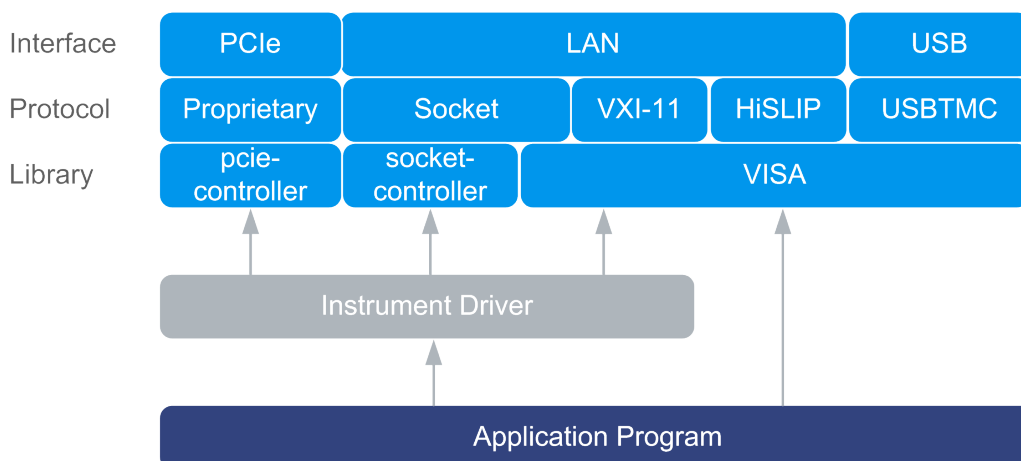 Interface PCIe LAN USB
Protocol Proprietary Socket VXI-11 HiSLIP USBTMC
Library pcie-controller socket-controller VISA
Instrument Driver
Application Program